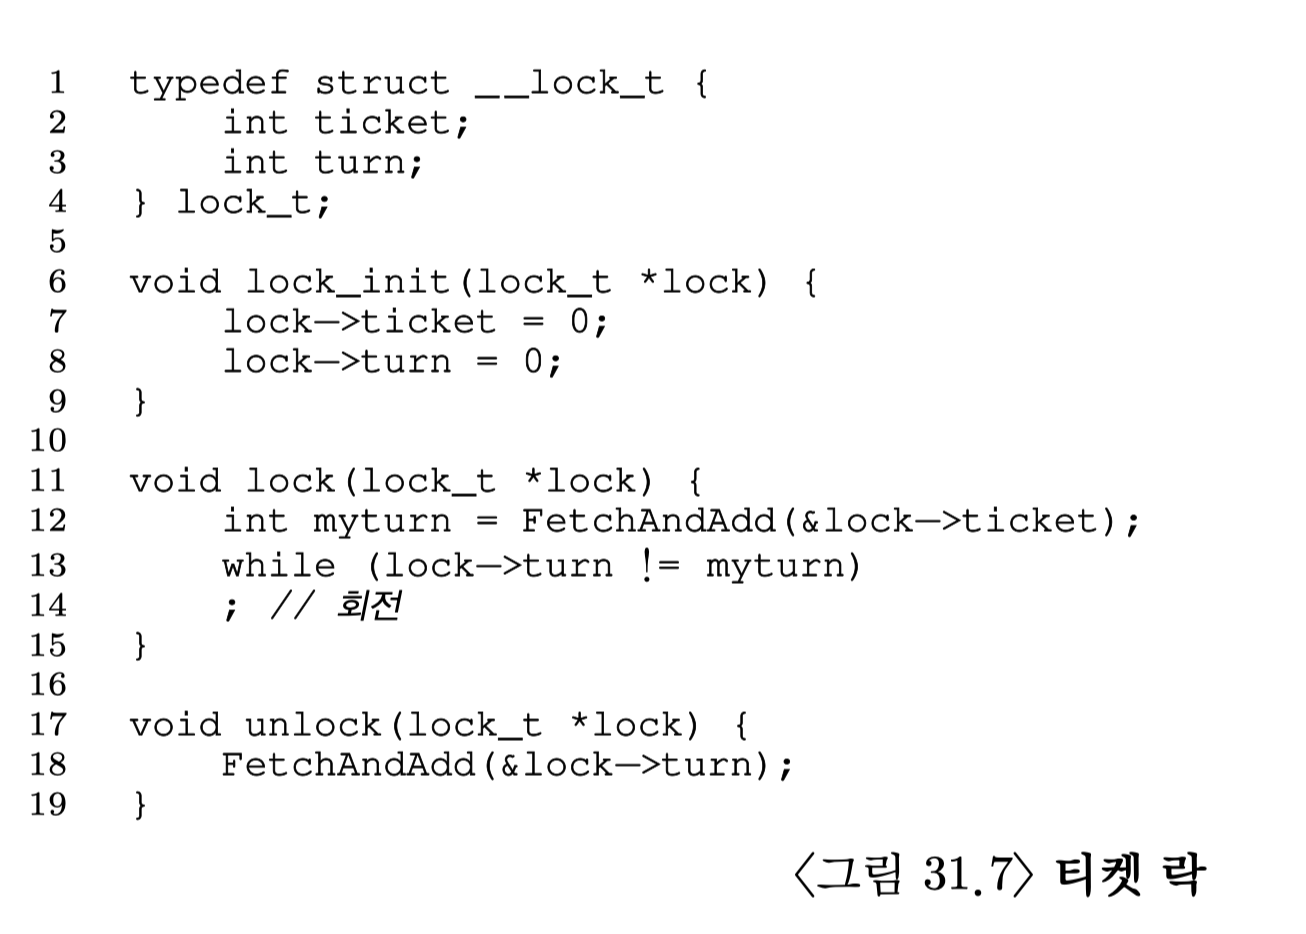 1 typedef struct __lock_t {
2 int ticket;
3 int turn;
4 } lock_t;
5
6 void lock_init(lock_t *lock) {
7 lock—>ticket = 0;
8 lock—>turn = 0;
9 }
10
11 void lock(lock_t *lock) {
12 int myturn = FetchAndAdd(&lock—>ticket);
13 while (lock—>turn != myturn)
14 ; // 회전
15 }
16
17 void unlock(lock_t *lock) {
18 FetchAndAdd(&lock—>turn);
19 }
〈그림 31.7〉 티켓 락